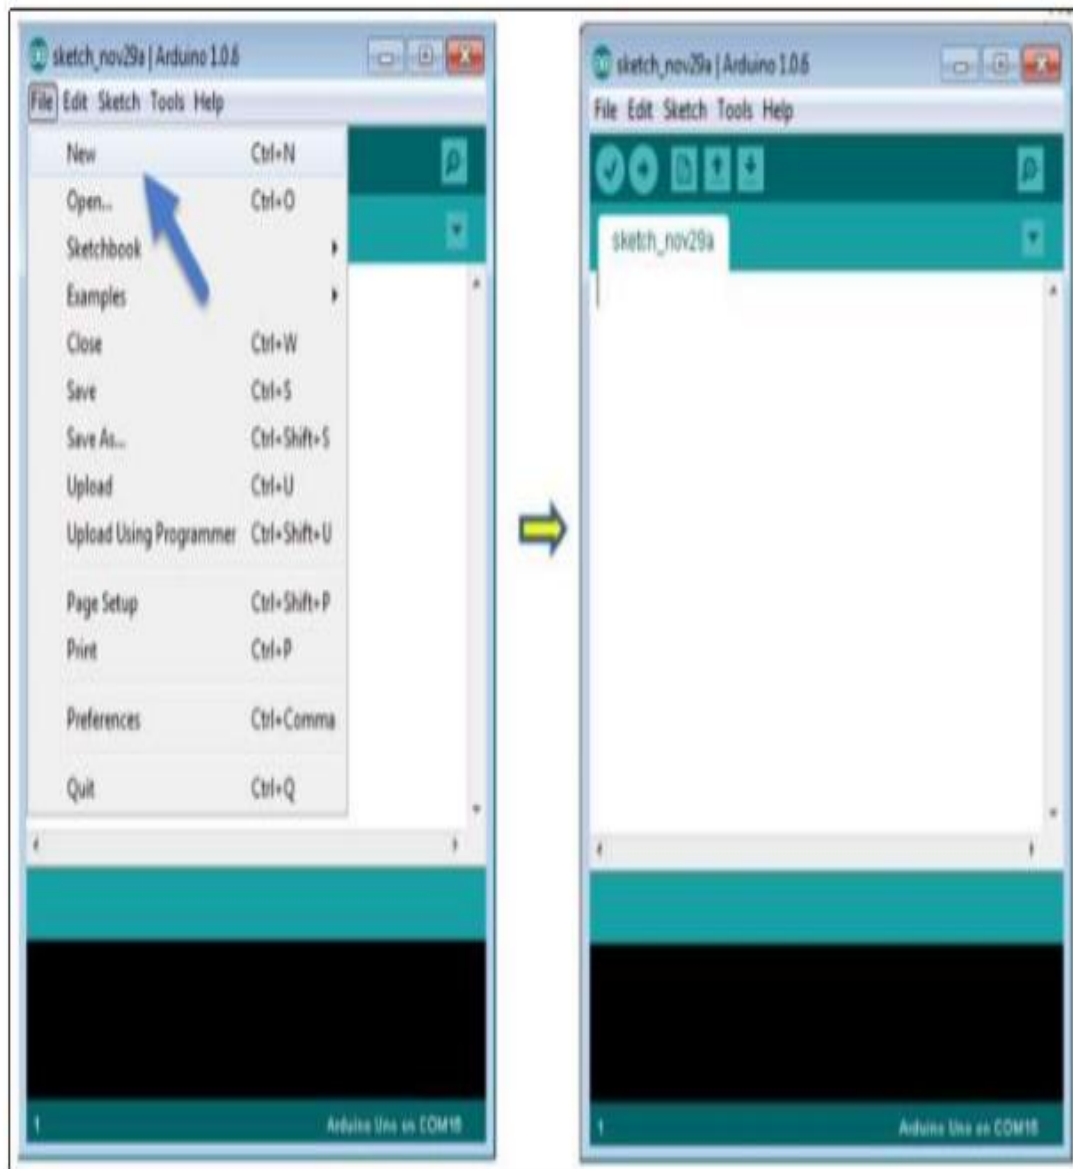 sketch_nov29a | Arduino 1.0.6
File Edit Sketch Tools Help
New Ctrl+N
Open... Ctrl+O
Sketchbook
Examples
Close Ctrl+W
Save Ctrl+S
Save As... Ctrl+Shift+S
Upload Ctrl+U
Upload Using Programmer Ctrl+Shift+U
Page Setup Ctrl+Shift+P
Print Ctrl+P
Preferences Ctrl+Comma
Quit Ctrl+Q
1 Arduino Uno on COM16
sketch_nov29a | Arduino 1.0.6
File Edit Sketch Tools Help
sketch_nov29a
1 Arduino Uno on COM16